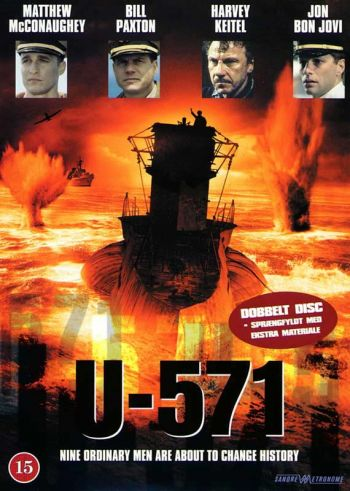 MATTHEW McCONAUGHEY
BILL PAXTON
HARVEY KEITEL
JON BON JOVI
DOBBELT DISC
- SPRÆNGFYLDT MED
EKSTRA MATERIALE
U-571
NINE ORDINARY MEN ARE ABOUT TO CHANGE HISTORY
15
SANDREW METRONOME